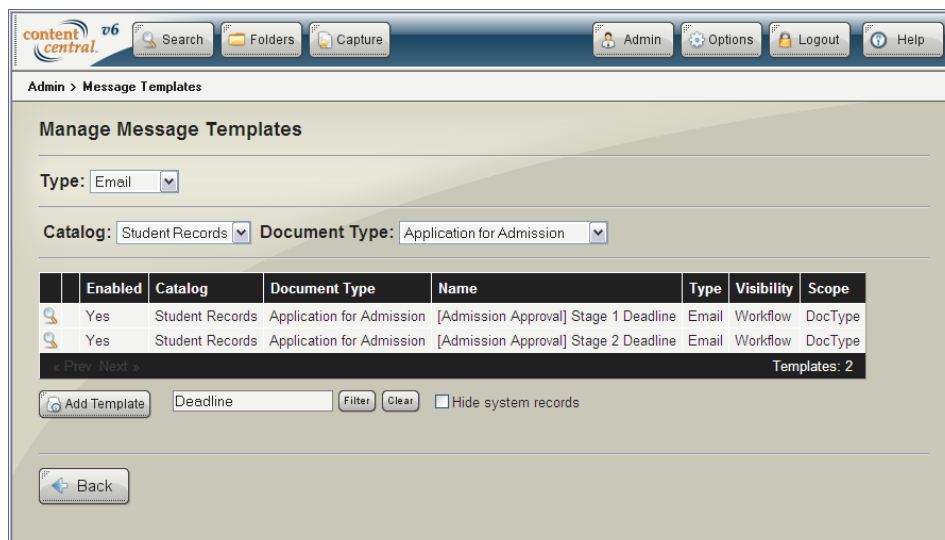 content central. v6 Search Folders Capture Admin Options Logout Help
Admin > Message Templates
Manage Message Templates
Type: Email
Catalog: Student Records Document Type: Application for Admission
Enabled Catalog Document Type Name Type Visibility Scope
Yes Student Records Application for Admission [Admission Approval] Stage 1 Deadline Email Workflow DocType
Yes Student Records Application for Admission [Admission Approval] Stage 2 Deadline Email Workflow DocType
« Prev Next » Templates: 2
Add Template Deadline Filter Clear Hide system records
Back